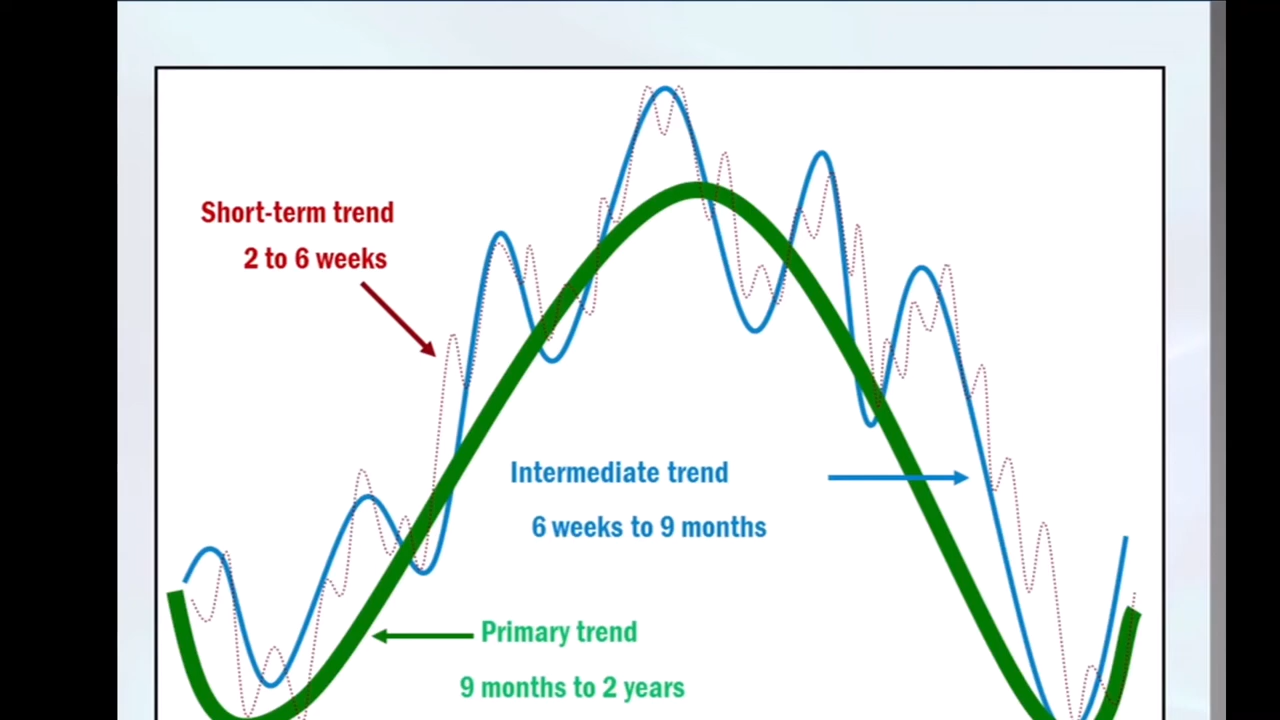 Short-term trend
2 to 6 weeks
Intermediate trend
6 weeks to 9 months
Primary trend
9 months to 2 years